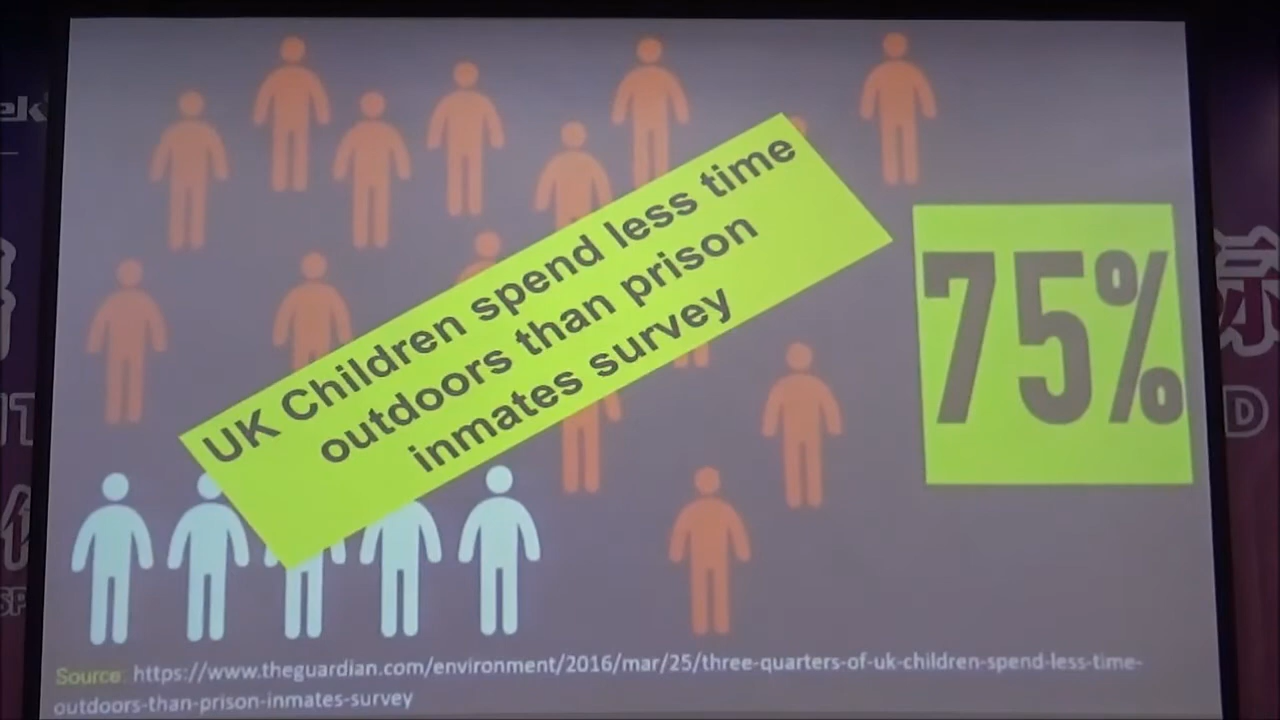 UK Children spend less time
outdoors than prison
inmates survey
75%
Source: https://www.theguardian.com/environment/2016/mar/25/three-quarters-of-uk-children-spend-less-time-
outdoors-than-prison-inmates-survey